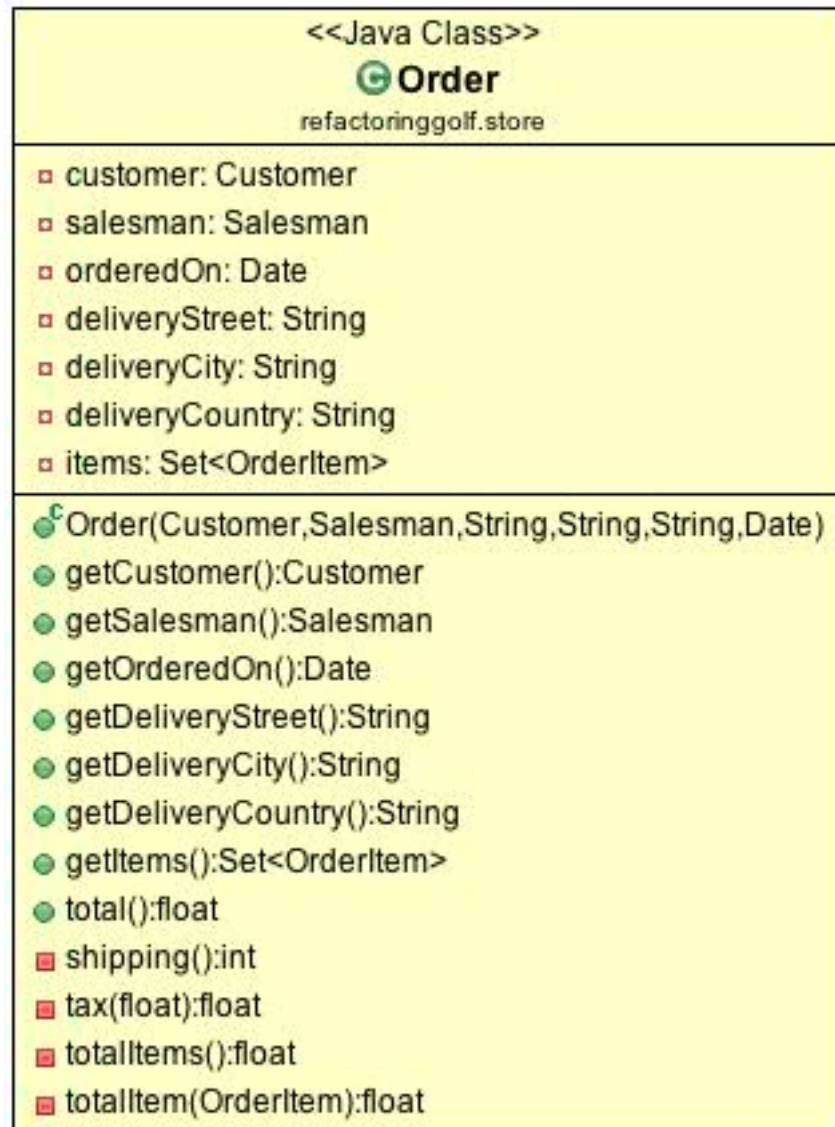 <<Java Class>>
C Order
refactoringgolf.store
customer: Customer
salesman: Salesman
orderedOn: Date
deliveryStreet: String
deliveryCity: String
deliveryCountry: String
items: Set<OrderItem>
C Order(Customer,Salesman,String,String,String,Date)
getCustomer():Customer
getSalesman():Salesman
getOrderedOn():Date
getDeliveryStreet():String
getDeliveryCity():String
getDeliveryCountry():String
getItems():Set<OrderItem>
total():float
shipping():int
tax(float):float
totalItems():float
totalItem(OrderItem):float